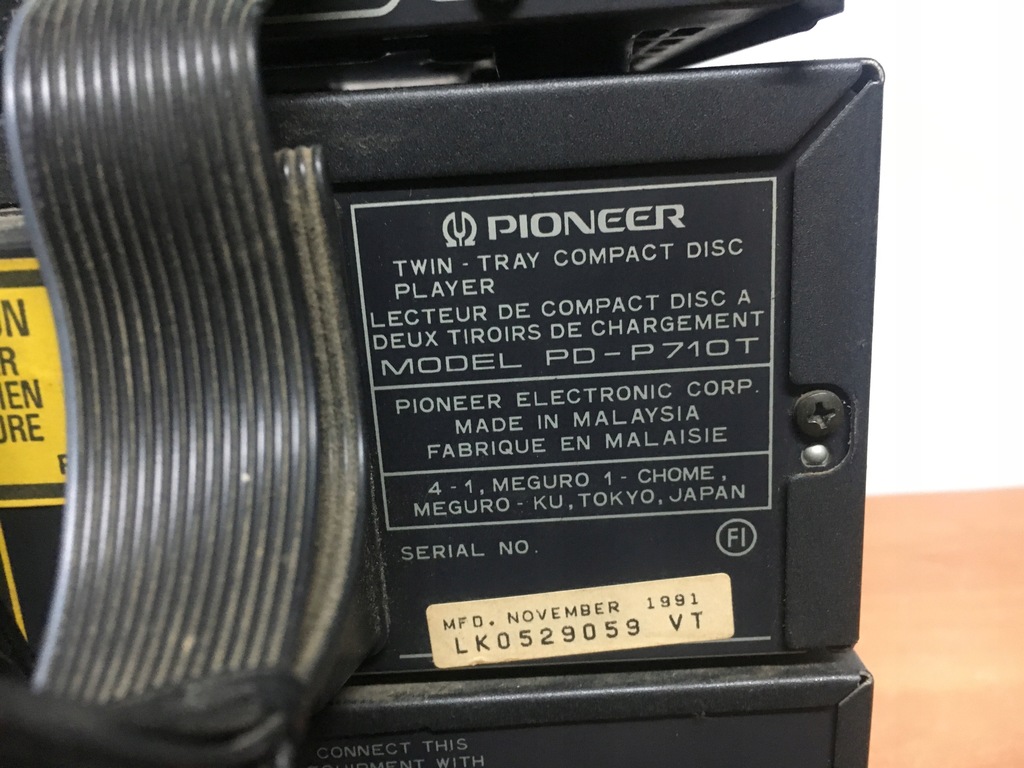 PIONEER
TWIN - TRAY COMPACT DISC
PLAYER
LECTEUR DE COMPACT DISC A
DEUX TIROIRS DE CHARGEMENT
MODEL PD-P710T
PIONEER ELECTRONIC CORP.
MADE IN MALAYSIA
FABRIQUE EN MALAISIE
4-1, MEGURO 1-CHOME,
MEGURO-KU, TOKYO, JAPAN
SERIAL NO.
FI
MFD. NOVEMBER 1991
LK0529059 VT
CONNECT THIS
WITH